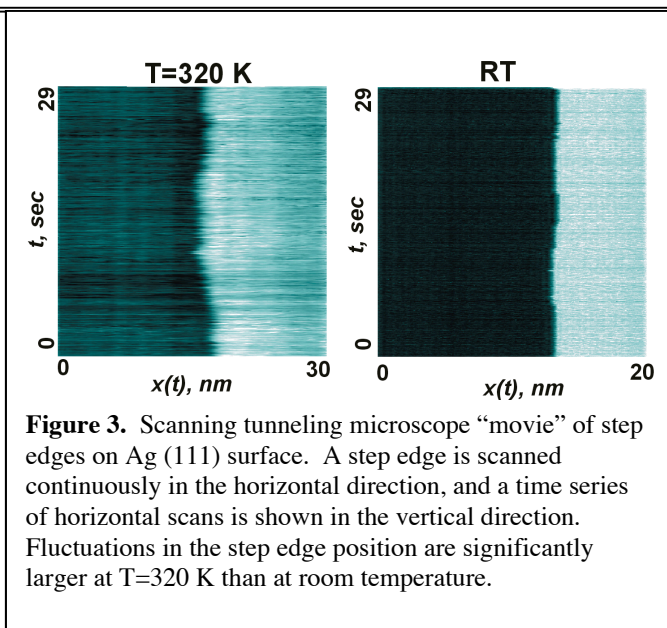 T=320 K
RT
29
t, sec
0
0
30
x(t), nm
29
t, sec
0
0
20
x(t), nm
Figure 3. Scanning tunneling microscope “movie” of step
edges on Ag (111) surface. A step edge is scanned
continuously in the horizontal direction, and a time series
of horizontal scans is shown in the vertical direction.
Fluctuations in the step edge position are significantly
larger at T=320 K than at room temperature.